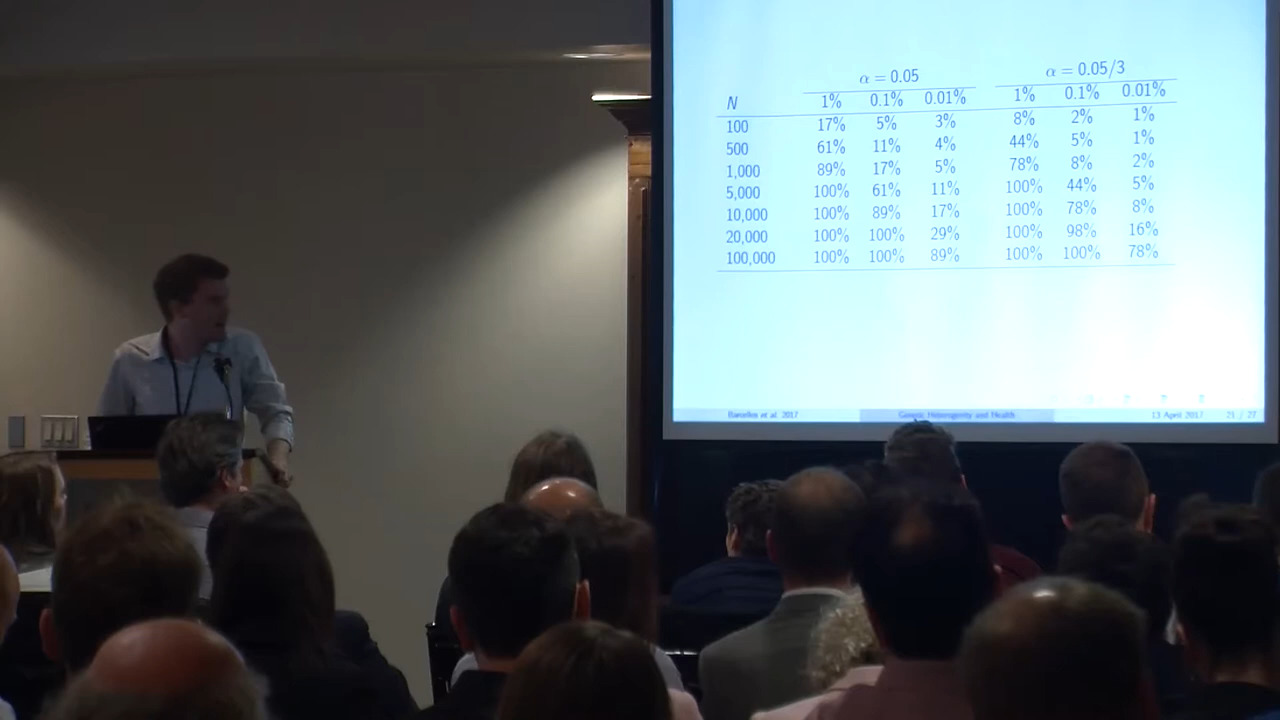 α = 0.05 α = 0.05/3
N 1% 0.1% 0.01% 1% 0.1% 0.01%
100 17% 5% 3% 8% 2% 1%
500 61% 11% 4% 44% 5% 1%
1,000 89% 17% 5% 78% 8% 2%
5,000 100% 61% 11% 100% 44% 5%
10,000 100% 89% 17% 100% 78% 8%
20,000 100% 100% 29% 100% 98% 16%
100,000 100% 100% 89% 100% 100% 78%
et al. 2017 Genetic Heterogeneity and Health 13 April 2017 21 / 27